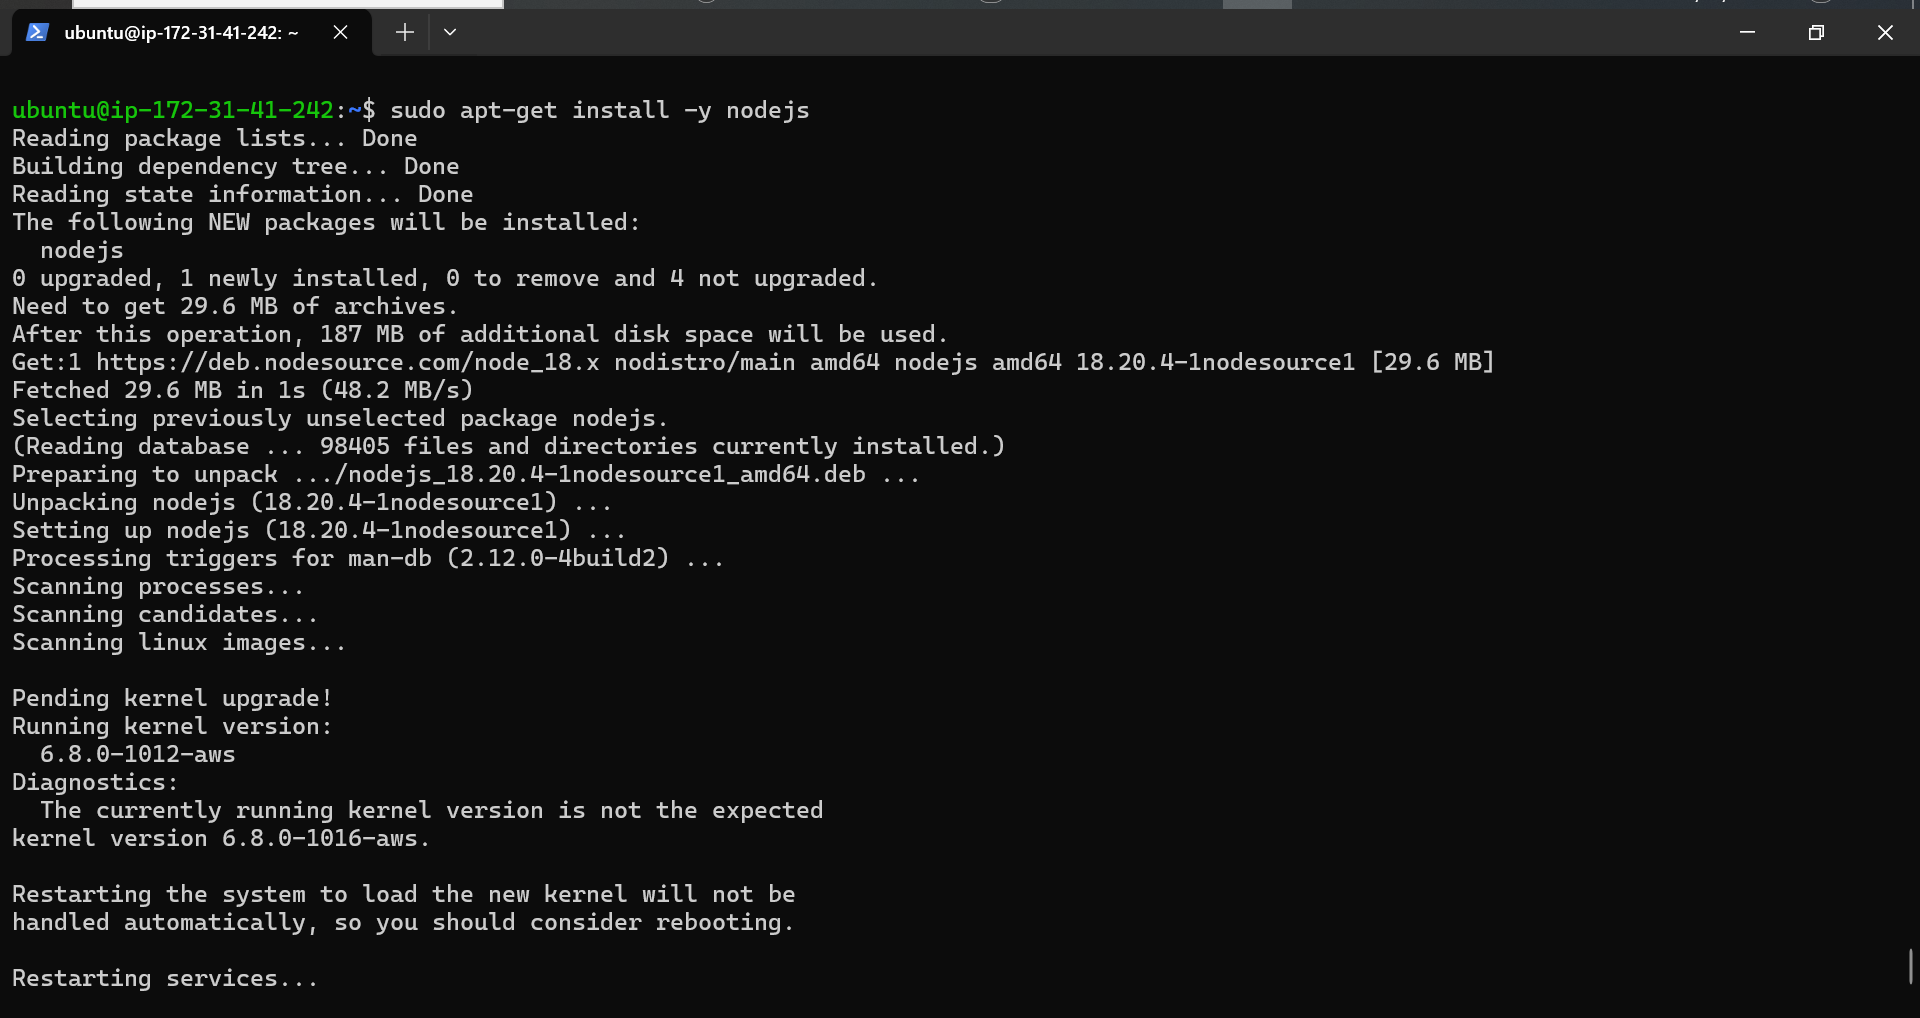 ubuntu@ip-172-31-41-242: ~
ubuntu@ip-172-31-41-242:~$ sudo apt-get install -y nodejs
Reading package lists... Done
Building dependency tree... Done
Reading state information... Done
The following NEW packages will be installed:
  nodejs
0 upgraded, 1 newly installed, 0 to remove and 4 not upgraded.
Need to get 29.6 MB of archives.
After this operation, 187 MB of additional disk space will be used.
Get:1 https://deb.nodesource.com/node_18.x nodistro/main amd64 nodejs amd64 18.20.4-1nodesource1 [29.6 MB]
Fetched 29.6 MB in 1s (48.2 MB/s)
Selecting previously unselected package nodejs.
(Reading database ... 98405 files and directories currently installed.)
Preparing to unpack .../nodejs_18.20.4-1nodesource1_amd64.deb ...
Unpacking nodejs (18.20.4-1nodesource1) ...
Setting up nodejs (18.20.4-1nodesource1) ...
Processing triggers for man-db (2.12.0-4build2) ...
Scanning processes...
Scanning candidates...
Scanning linux images...
Pending kernel upgrade!
Running kernel version:
  6.8.0-1012-aws
Diagnostics:
  The currently running kernel version is not the expected
kernel version 6.8.0-1016-aws.
Restarting the system to load the new kernel will not be
handled automatically, so you should consider rebooting.
Restarting services...